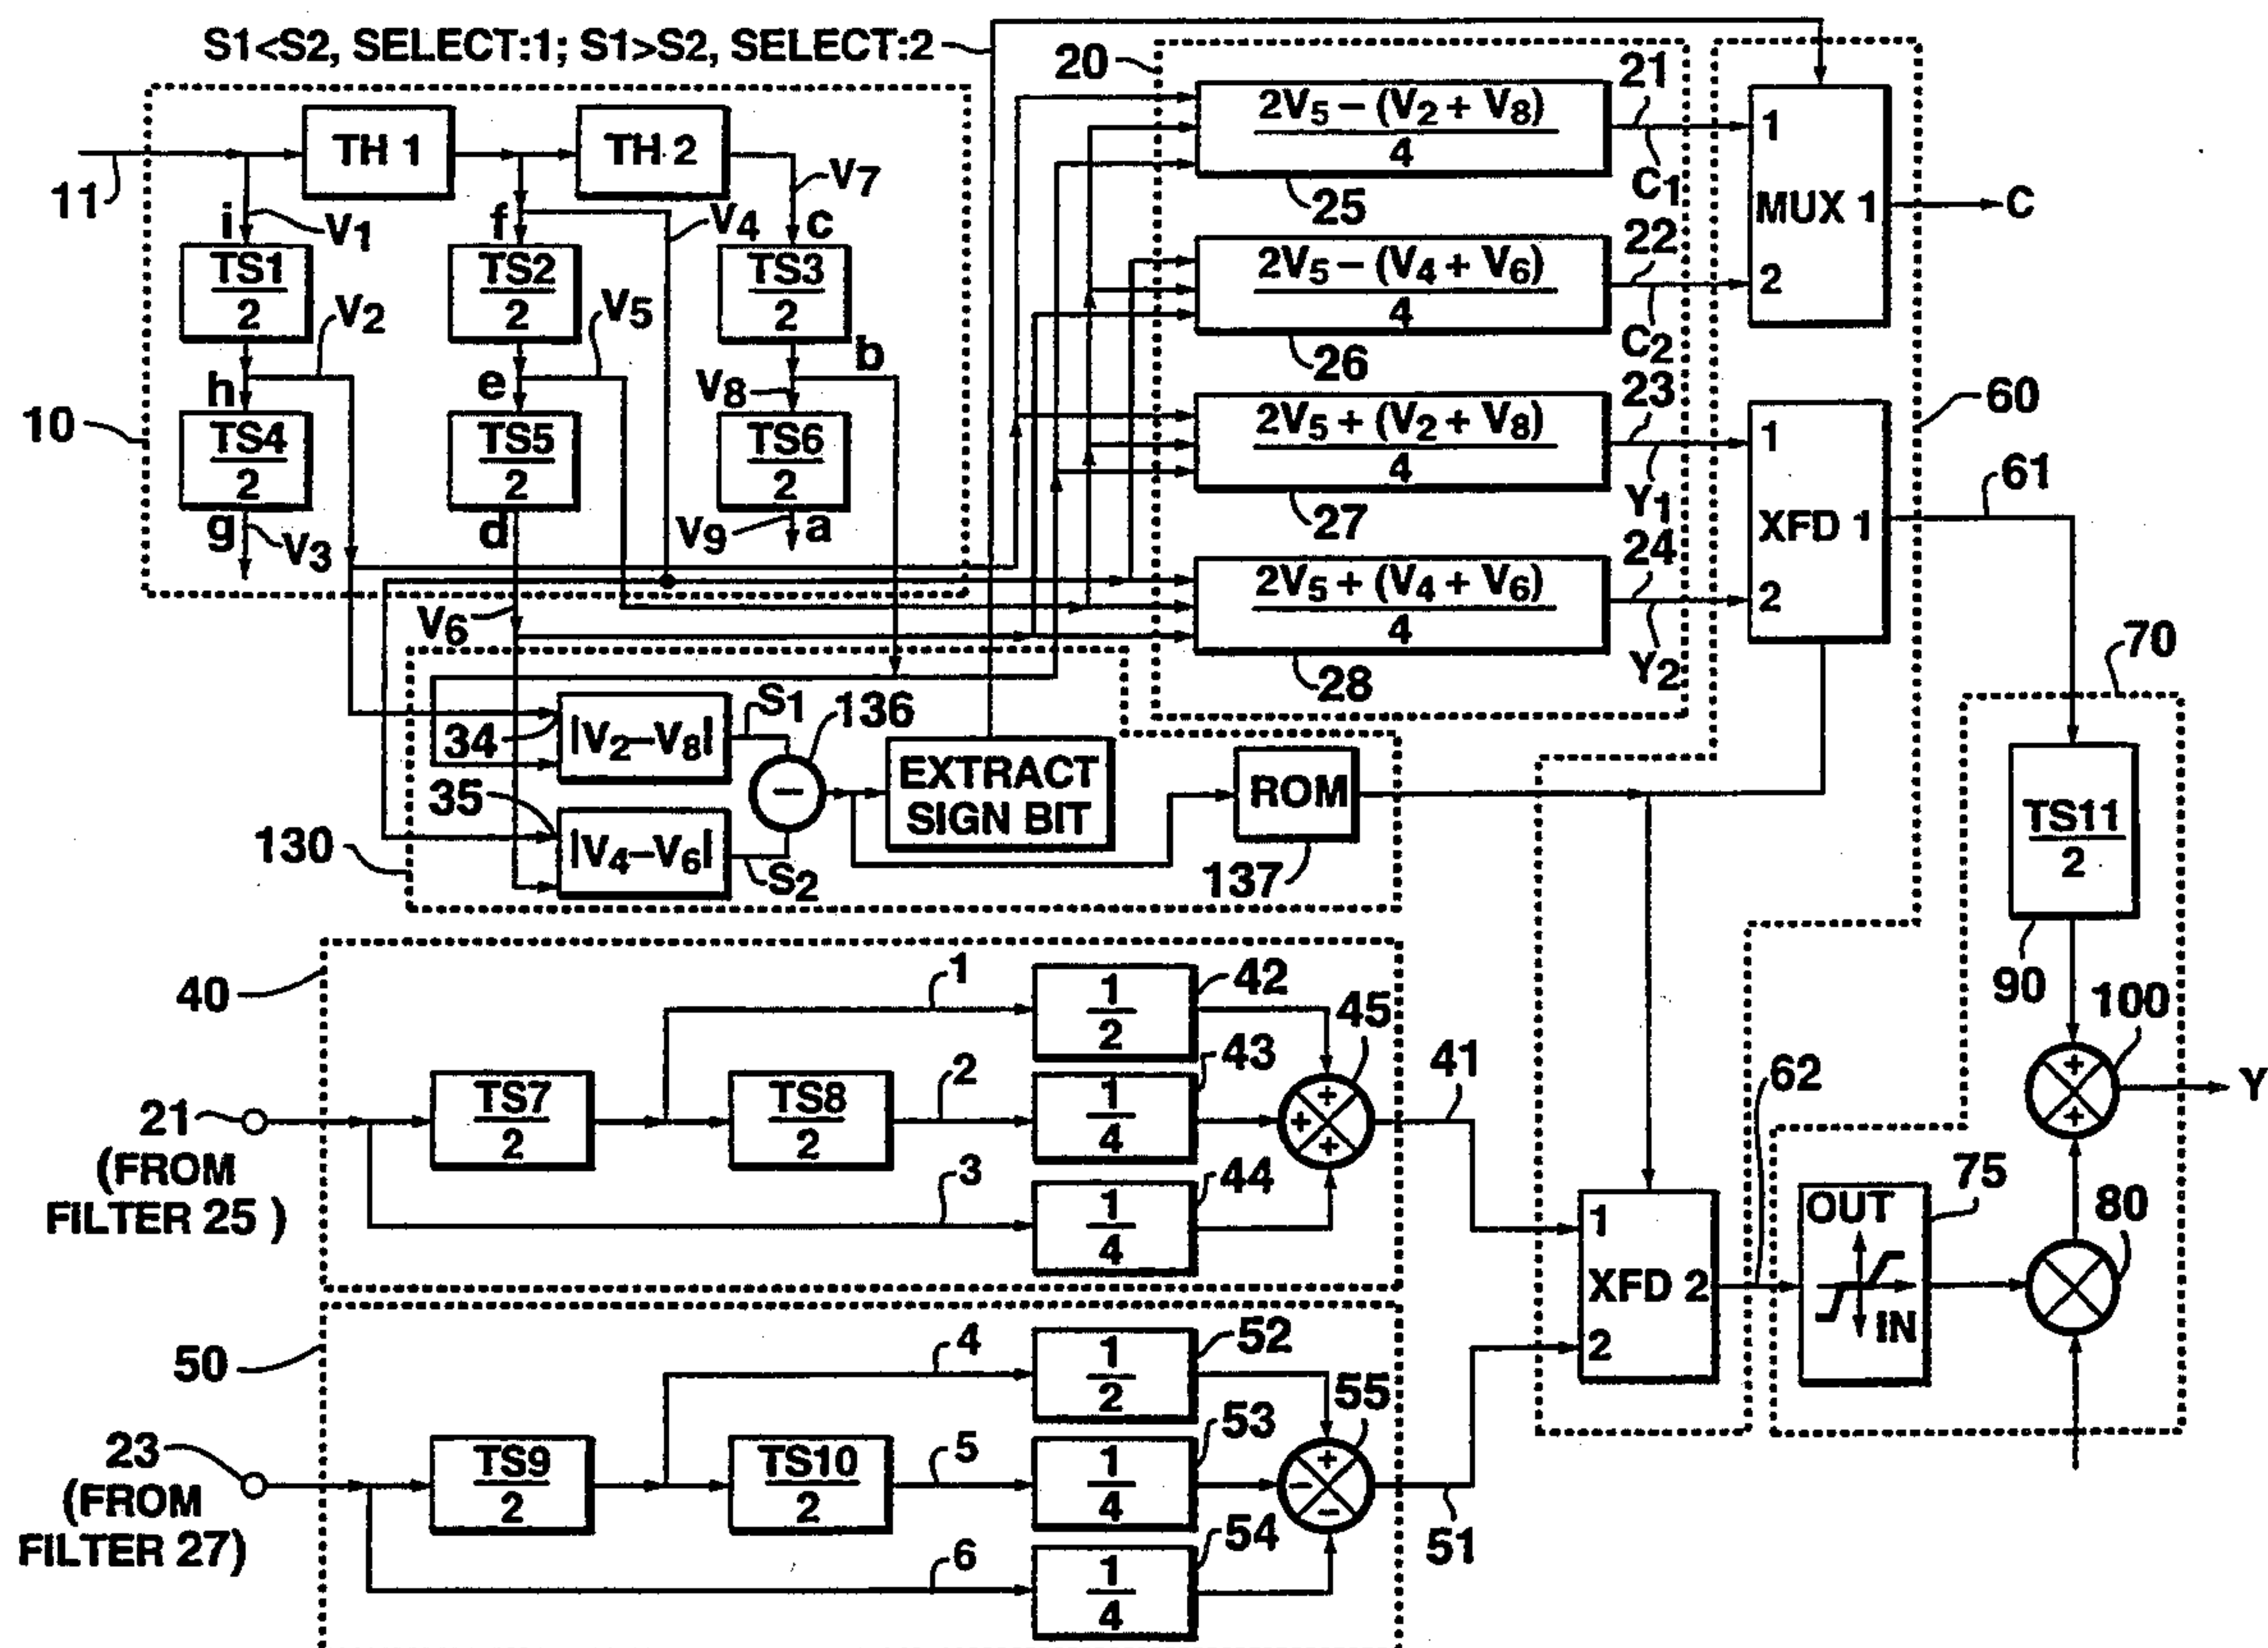 S1<S2, SELECT:1; S1>S2, SELECT:2
20
21
2V5 – (V2 + V8)
4
25
C1
1
MUX 1
2
C
TH 1
TH 2
11
i
V1
f
V4
V7
c
TS1
2
TS2
2
TS3
2
V2
V5
b
h
e
V8
10
TS4
2
TS5
2
TS6
2
g
V3
d
V9
a
V6
22
2V5 – (V4 + V6)
4
26
C2
23
2V5 + (V2 + V8)
4
27
Y1
24
2V5 + (V4 + V6)
4
28
Y2
1
XFD 1
2
60
61
70
34
|V2–V8|
S1
136
–
EXTRACT
SIGN BIT
ROM
137
35
|V4–V6|
S2
130
TS11
2
90
100
+
+
Y
40
1
1
2
42
45
21
(FROM
FILTER 25 )
TS7
2
TS8
2
2
1
4
43
3
1
4
44
+
+
+
41
62
1
XFD 2
2
OUT
IN
75
80
50
4
1
2
52
55
23
(FROM
FILTER 27)
TS9
2
TS10
2
5
1
4
53
6
1
4
54
+
–
–
51